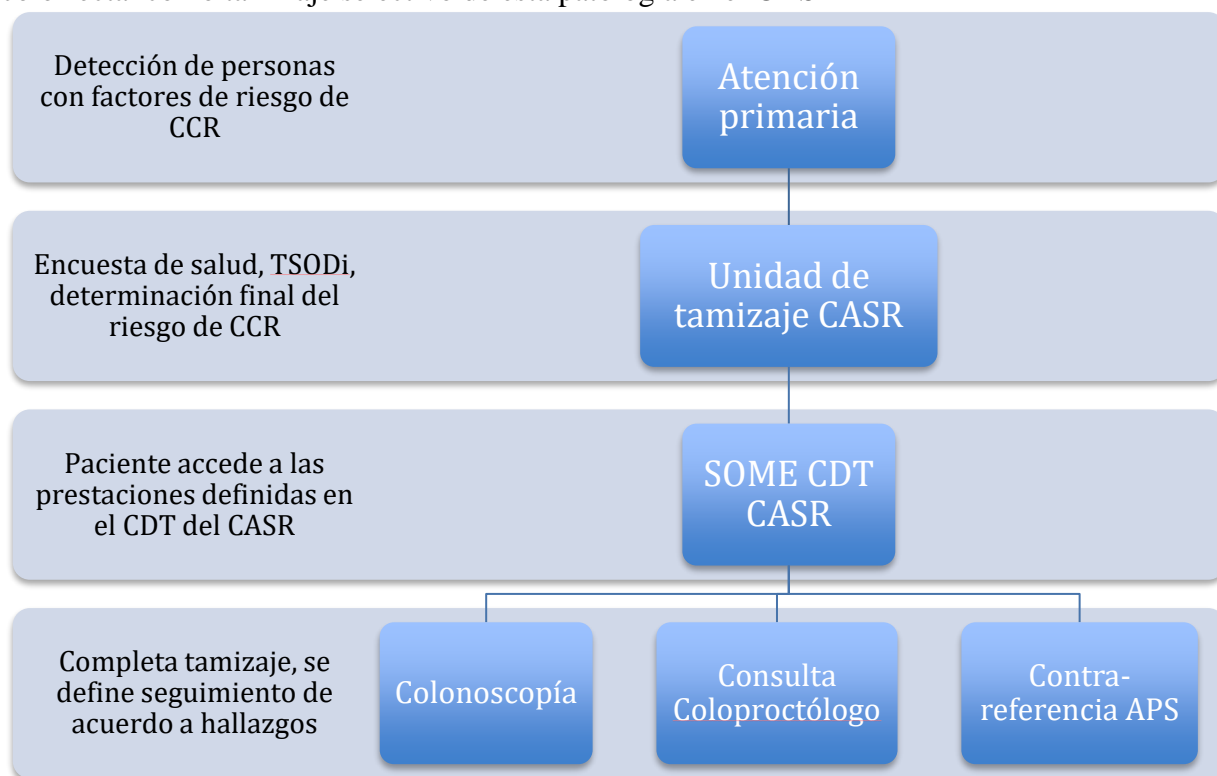 Detección de personas
con factores de riesgo de
CCR
Atención
primaria
Encuesta de salud, TSODi,
determinación final del
riesgo de CCR
Unidad de
tamizaje CASR
Paciente accede a las
prestaciones definidas en
el CDT del CASR
SOME CDT
CASR
Completa tamizaje, se
define seguimiento de
acuerdo a hallazgos
Colonoscopía
Consulta
Coloproctólogo
Contra-
referencia APS